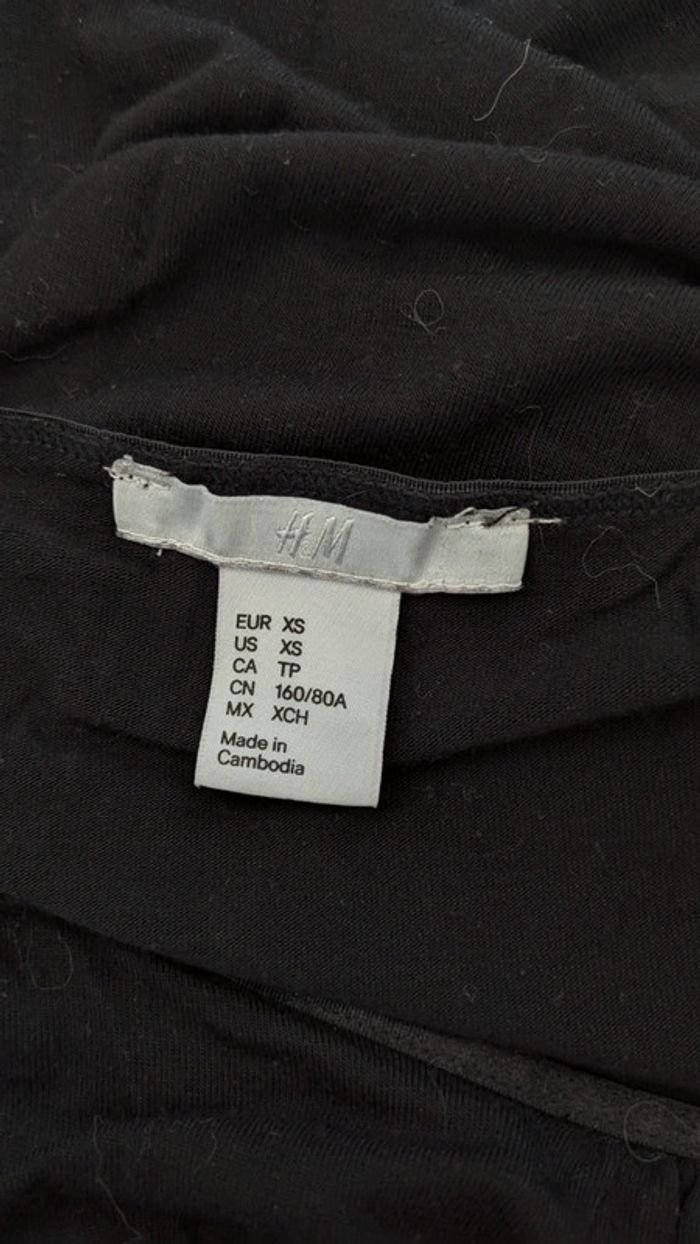 H&M
EUR XS
US XS
CA TP
CN 160/80A
MX XCH
Made in
Cambodia